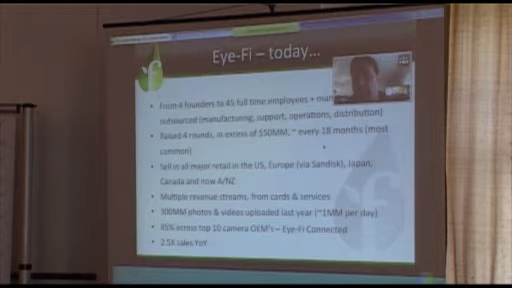 Eye-Fi – today...
• From 4 founders to 45 full time employees +
outsourced (manufacturing, support, operations, distribution)
• Raised 4 rounds, in excess of $50MM, ~ every 18 months (most
common)
• Sell in all major retail in the US, Europe (via Sandisk), Japan,
Canada and now A/NZ
• Multiple revenue streams, from cards & services
• 300MM photos & videos uploaded last year (~1MM per day)
• 85% across top 10 camera OEM's – Eye-Fi Connected
• 2.5X sales YoY